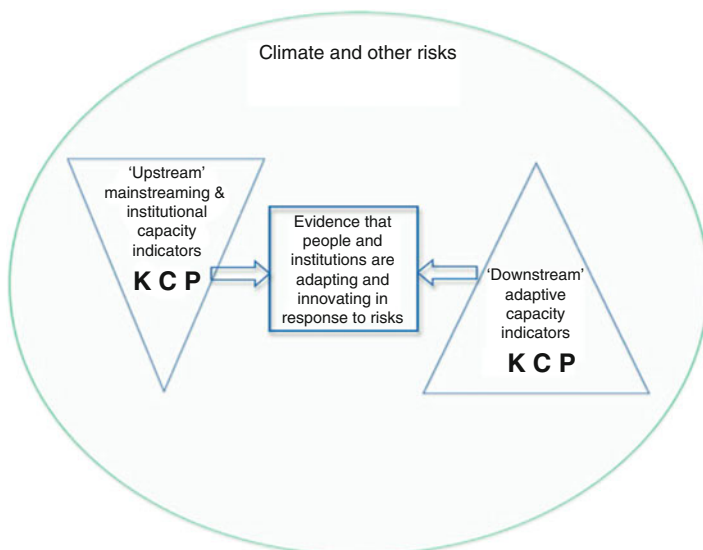 Climate and other risks
‘Upstream’
mainstreaming &
institutional
capacity
indicators
K C P
Evidence that
people and
institutions are
adapting and
innovating in
response to risks
‘Downstream’
adaptive
capacity
indicators
K C P